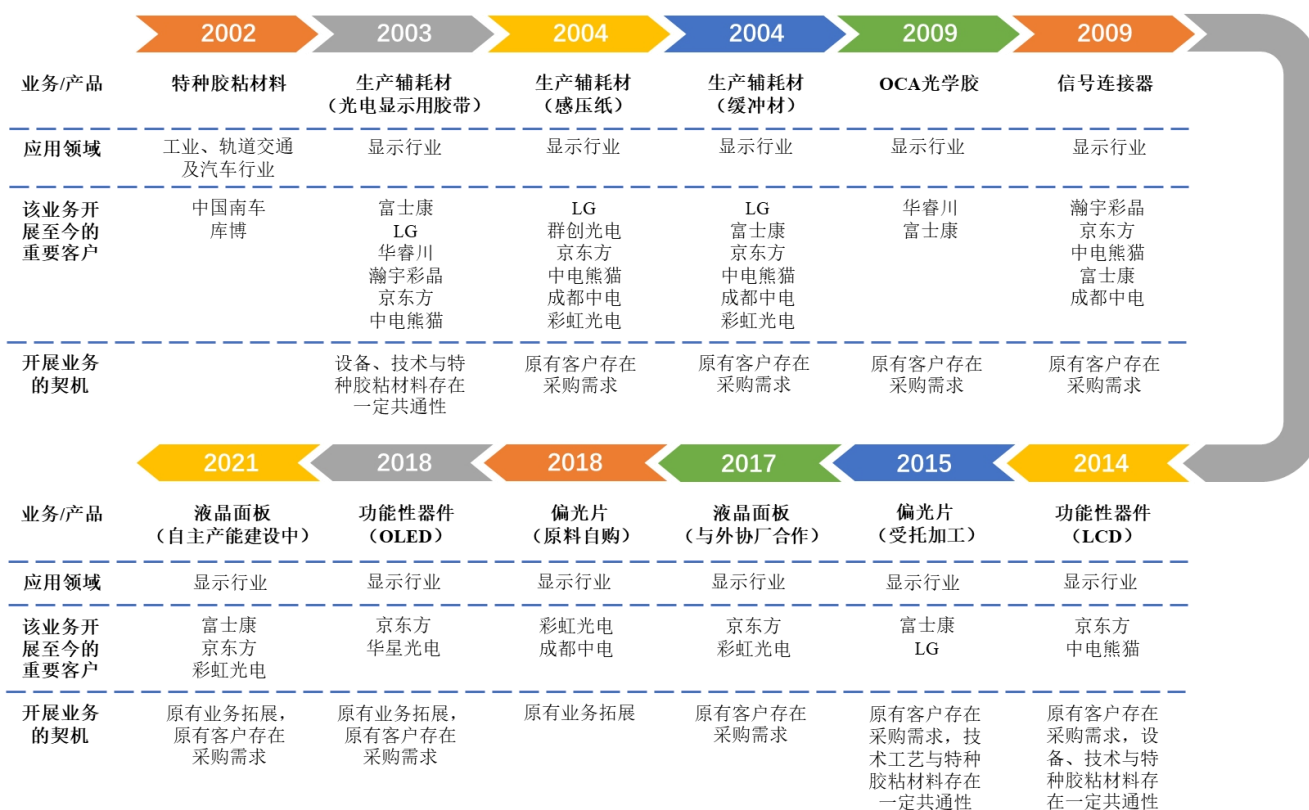 2002 2003 2004 2004 2009 2009
业务/产品 特种胶粘材料 生产辅耗材 生产辅耗材 生产辅耗材 OCA光学胶 信号连接器
（光电显示用胶带） （感压纸） （缓冲材）
应用领域 工业、轨道交通 显示行业 显示行业 显示行业 显示行业 显示行业
及汽车行业
该业务开 中国南车 富士康 LG LG 华睿川 瀚宇彩晶
展至今的 库博 LG 群创光电 富士康 富士康 京东方
重要客户 华睿川 京东方 京东方 中电熊猫
瀚宇彩晶 中电熊猫 中电熊猫 富士康
京东方 成都中电 成都中电 成都中电
中电熊猫 彩虹光电 彩虹光电
开展业务 设备、技术与特 原有客户存在 原有客户存在 原有客户存在 原有客户存在
的契机 种胶粘材料存在 采购需求 采购需求 采购需求 采购需求
一定共通性
2021 2018 2018 2017 2015 2014
业务/产品 液晶面板 功能性器件 偏光片 液晶面板 偏光片 功能性器件
（自主产能建设中） （OLED） （原料自购） （与外协厂合作） （受托加工） （LCD）
应用领域 显示行业 显示行业 显示行业 显示行业 显示行业 显示行业
该业务开 富士康 京东方 彩虹光电 京东方 富士康 京东方
展至今的 京东方 华星光电 成都中电 彩虹光电 LG 中电熊猫
重要客户 彩虹光电
开展业务 原有业务拓展， 原有业务拓展， 原有业务拓展 原有客户存在 原有客户存在 原有客户存在
的契机 原有客户存在 原有客户存在 采购需求 采购需求，技 采购需求，设
采购需求 采购需求 术工艺与特种 备、技术与特
胶粘材料存在 种胶粘材料存
一定共通性 在一定共通性